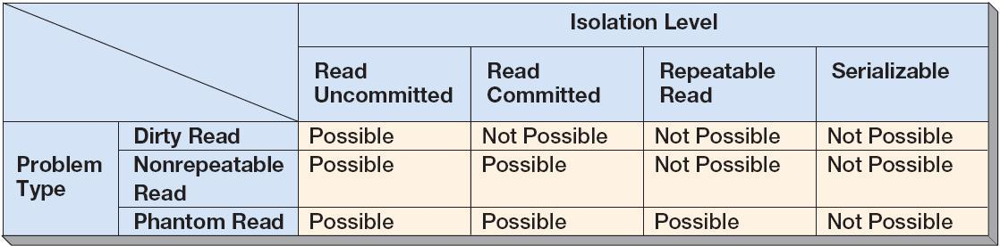 Isolation Level
Read Uncommitted Read Committed Repeatable Read Serializable
Problem Type
Dirty Read Possible Not Possible Not Possible Not Possible
Nonrepeatable Read Possible Possible Not Possible Not Possible
Phantom Read Possible Possible Possible Not Possible